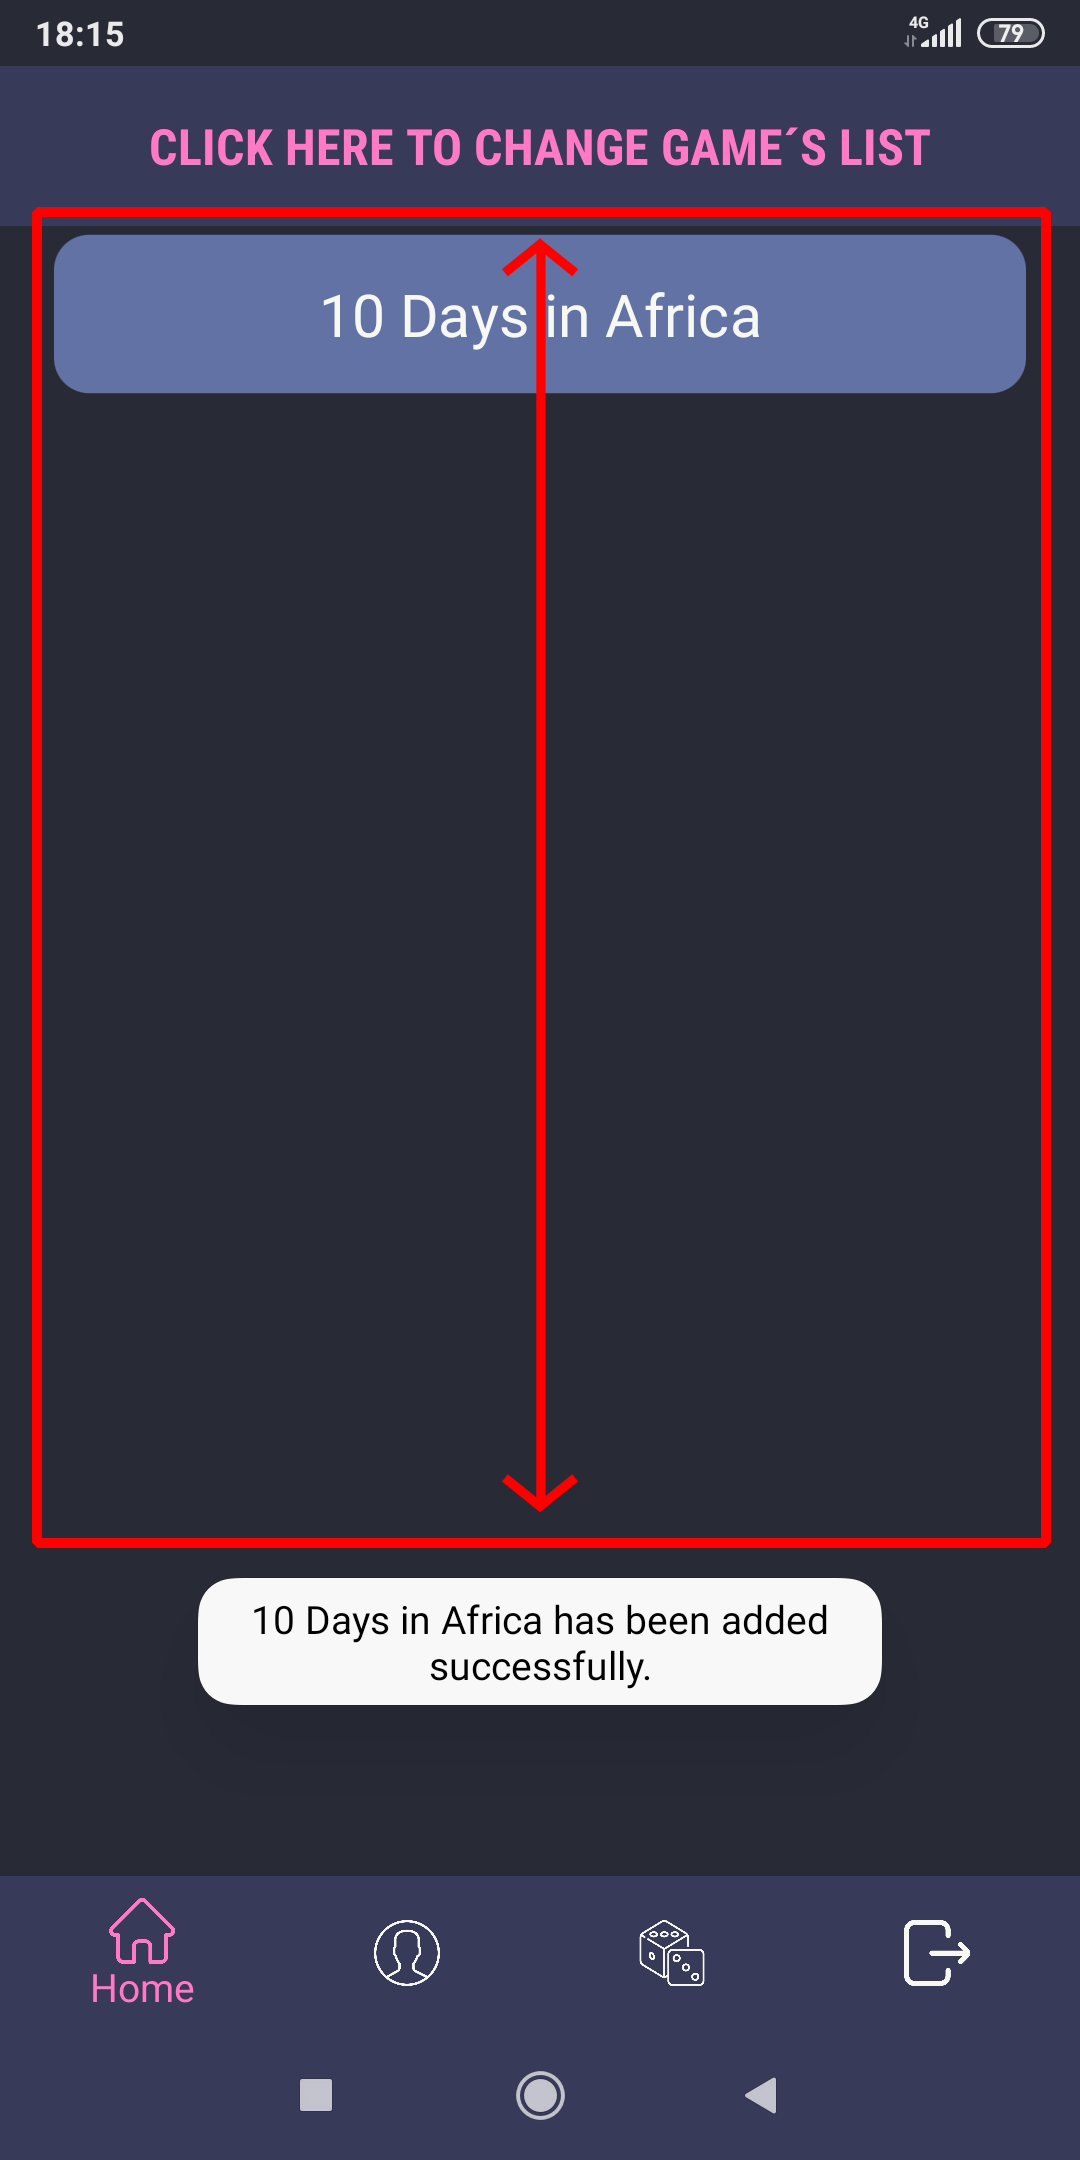 18:15
4G
79
CLICK HERE TO CHANGE GAME´S LIST
10 Days in Africa
10 Days in Africa has been added
successfully.
Home